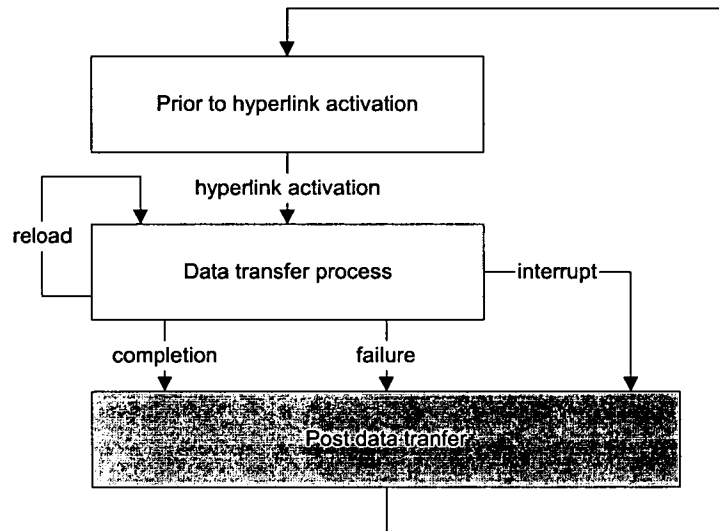 Prior to hyperlink activation
hyperlink activation
reload
Data transfer process
interrupt
completion
failure
Post data tranfer